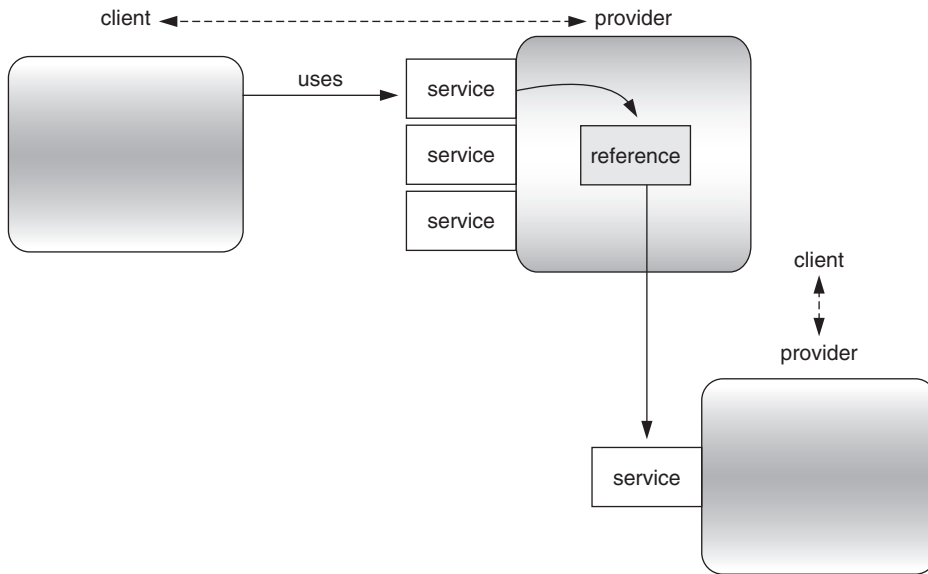 client
provider
uses
service
service
service
reference
client
provider
service